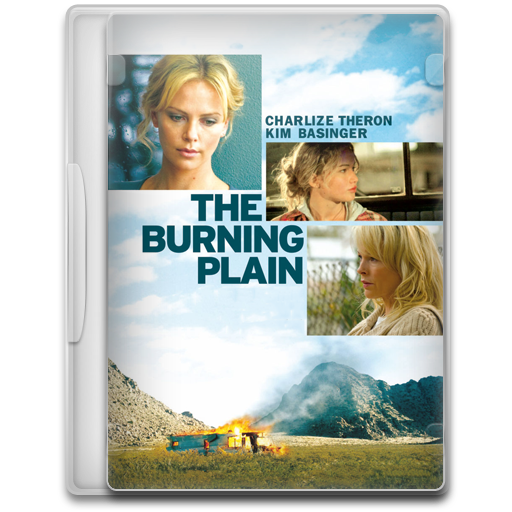 CHARLIZE THERON
KIM BASINGER
THE
BURNING
PLAIN